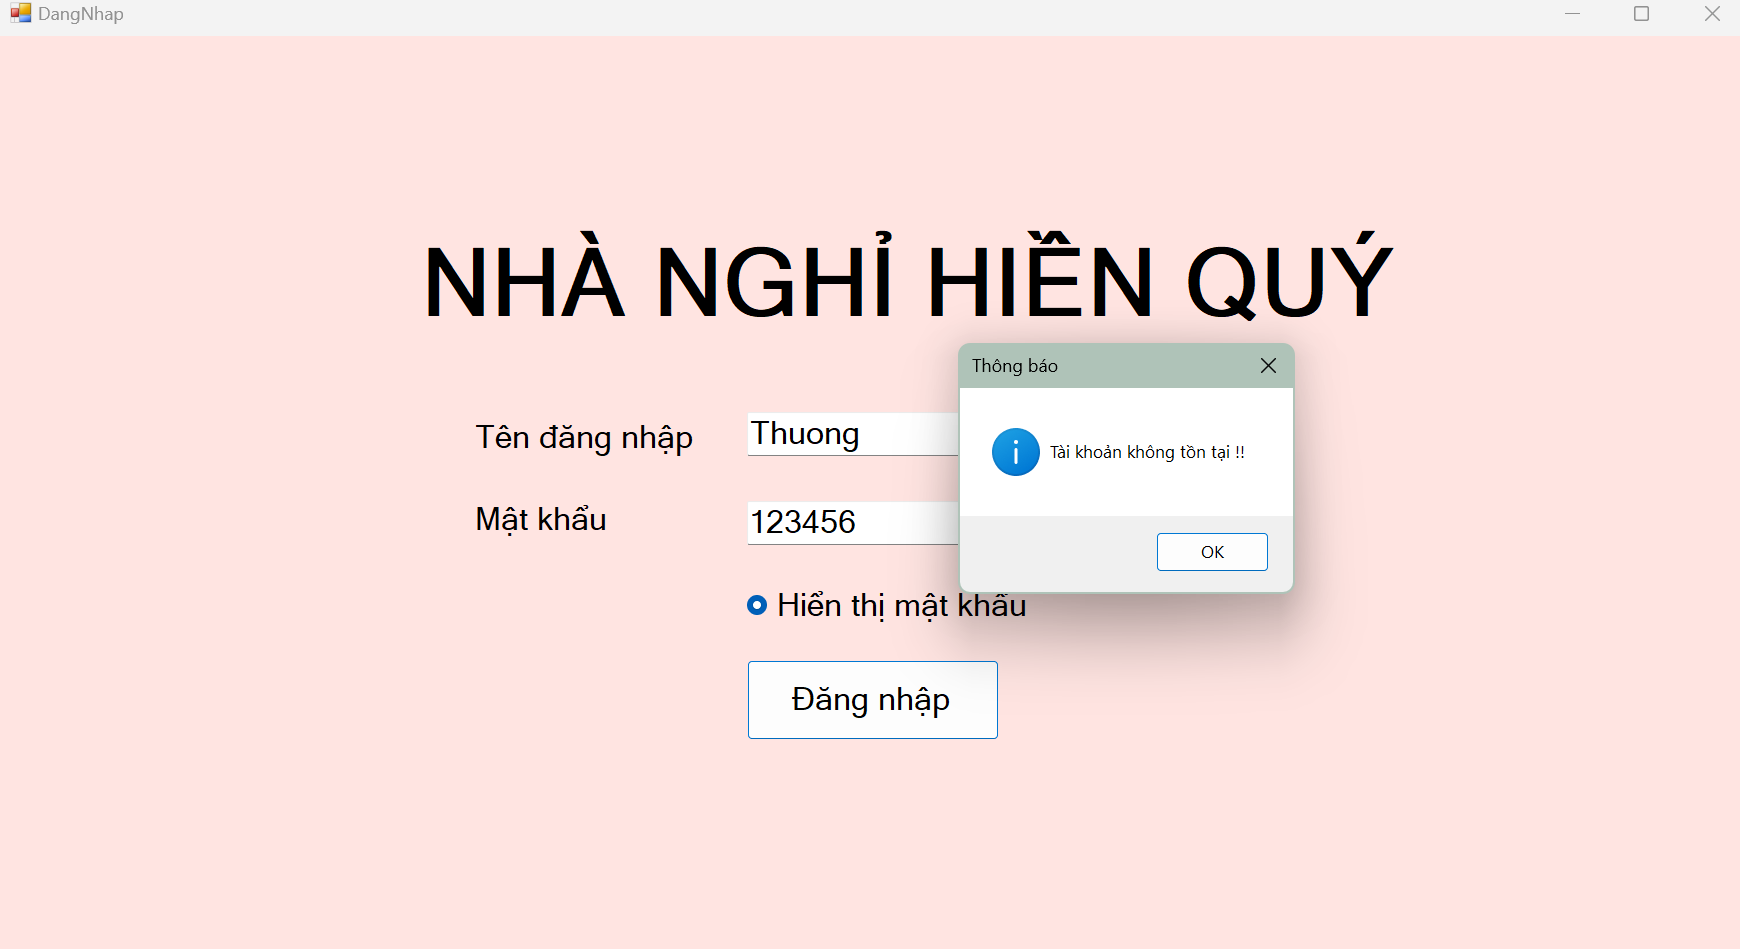 DangNhap
NHÀ NGHỈ HIỀN QUÝ
Thông báo
Tài khoản không tồn tại !!
OK
Tên đăng nhập
Thuong
Mật khẩu
123456
Hiển thị mật khẩu
Đăng nhập